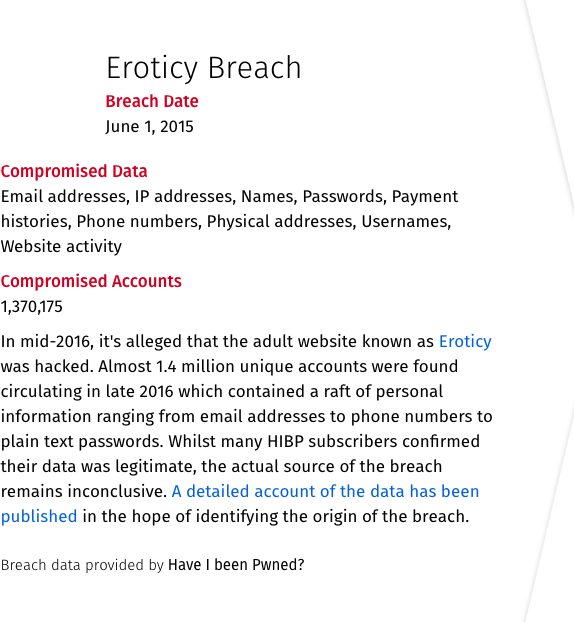 Eroticy Breach
Breach Date
June 1, 2015
Compromised Data
Email addresses, IP addresses, Names, Passwords, Payment
histories, Phone numbers, Physical addresses, Usernames,
Website activity
Compromised Accounts
1,370,175
In mid-2016, it's alleged that the adult website known as Eroticy
was hacked. Almost 1.4 million unique accounts were found
circulating in late 2016 which contained a raft of personal
information ranging from email addresses to phone numbers to
plain text passwords. Whilst many HIBP subscribers confirmed
their data was legitimate, the actual source of the breach
remains inconclusive. A detailed account of the data has been
published in the hope of identifying the origin of the breach.
Breach data provided by Have I been Pwned?